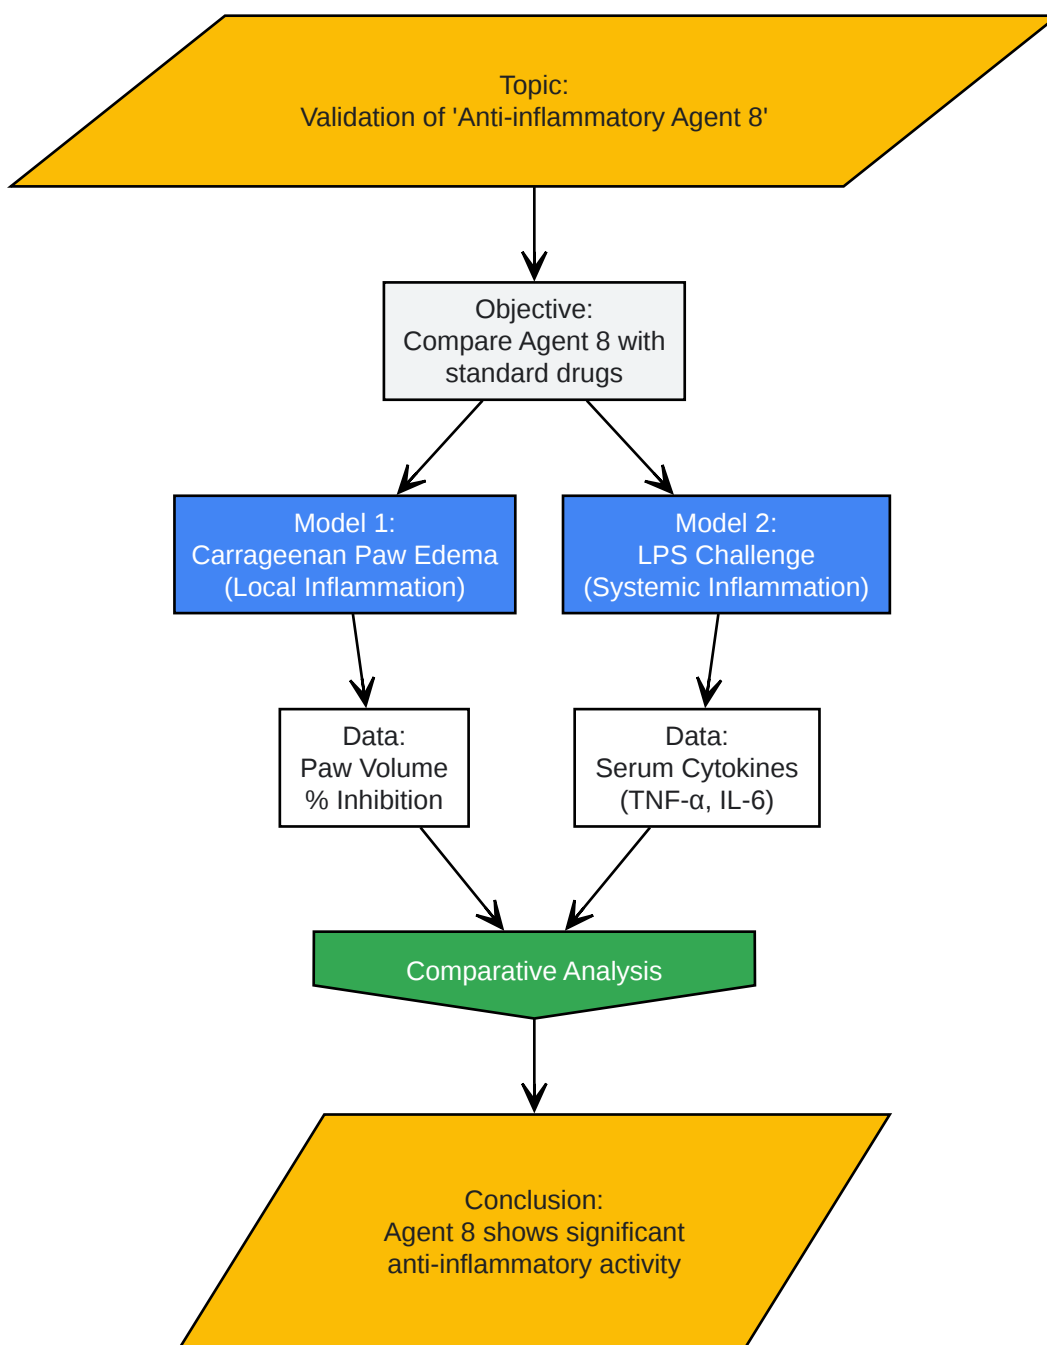 Topic:
Validation of 'Anti-inflammatory Agent 8'
Objective:
Compare Agent 8 with
standard drugs
Model 1:
Carrageenan Paw Edema
(Local Inflammation)
Model 2:
LPS Challenge
(Systemic Inflammation)
Data:
Paw Volume
% Inhibition
Data:
Serum Cytokines
(TNF-α, IL-6)
Comparative Analysis
Conclusion:
Agent 8 shows significant
anti-inflammatory activity